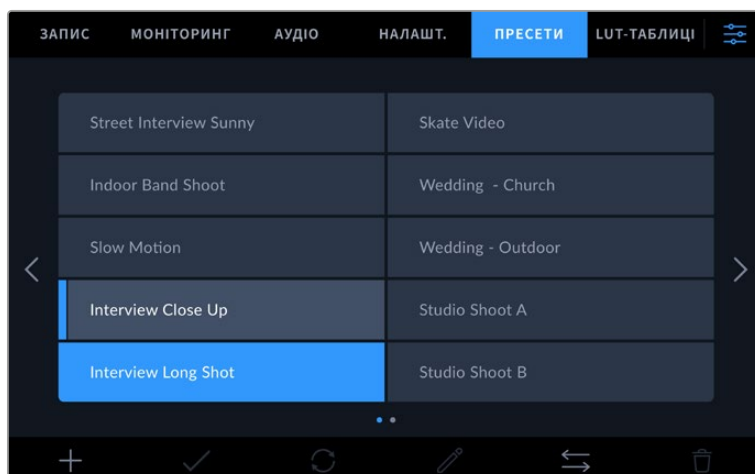 ЗАПИС МОНІТОРИНГ АУДІО НАЛАШТ. ПРЕСЕТИ LUT-ТАБЛИЦІ
Street Interview Sunny
Skate Video
Indoor Band Shoot
Wedding - Church
Slow Motion
Wedding - Outdoor
Interview Close Up
Studio Shoot A
Interview Long Shot
Studio Shoot B